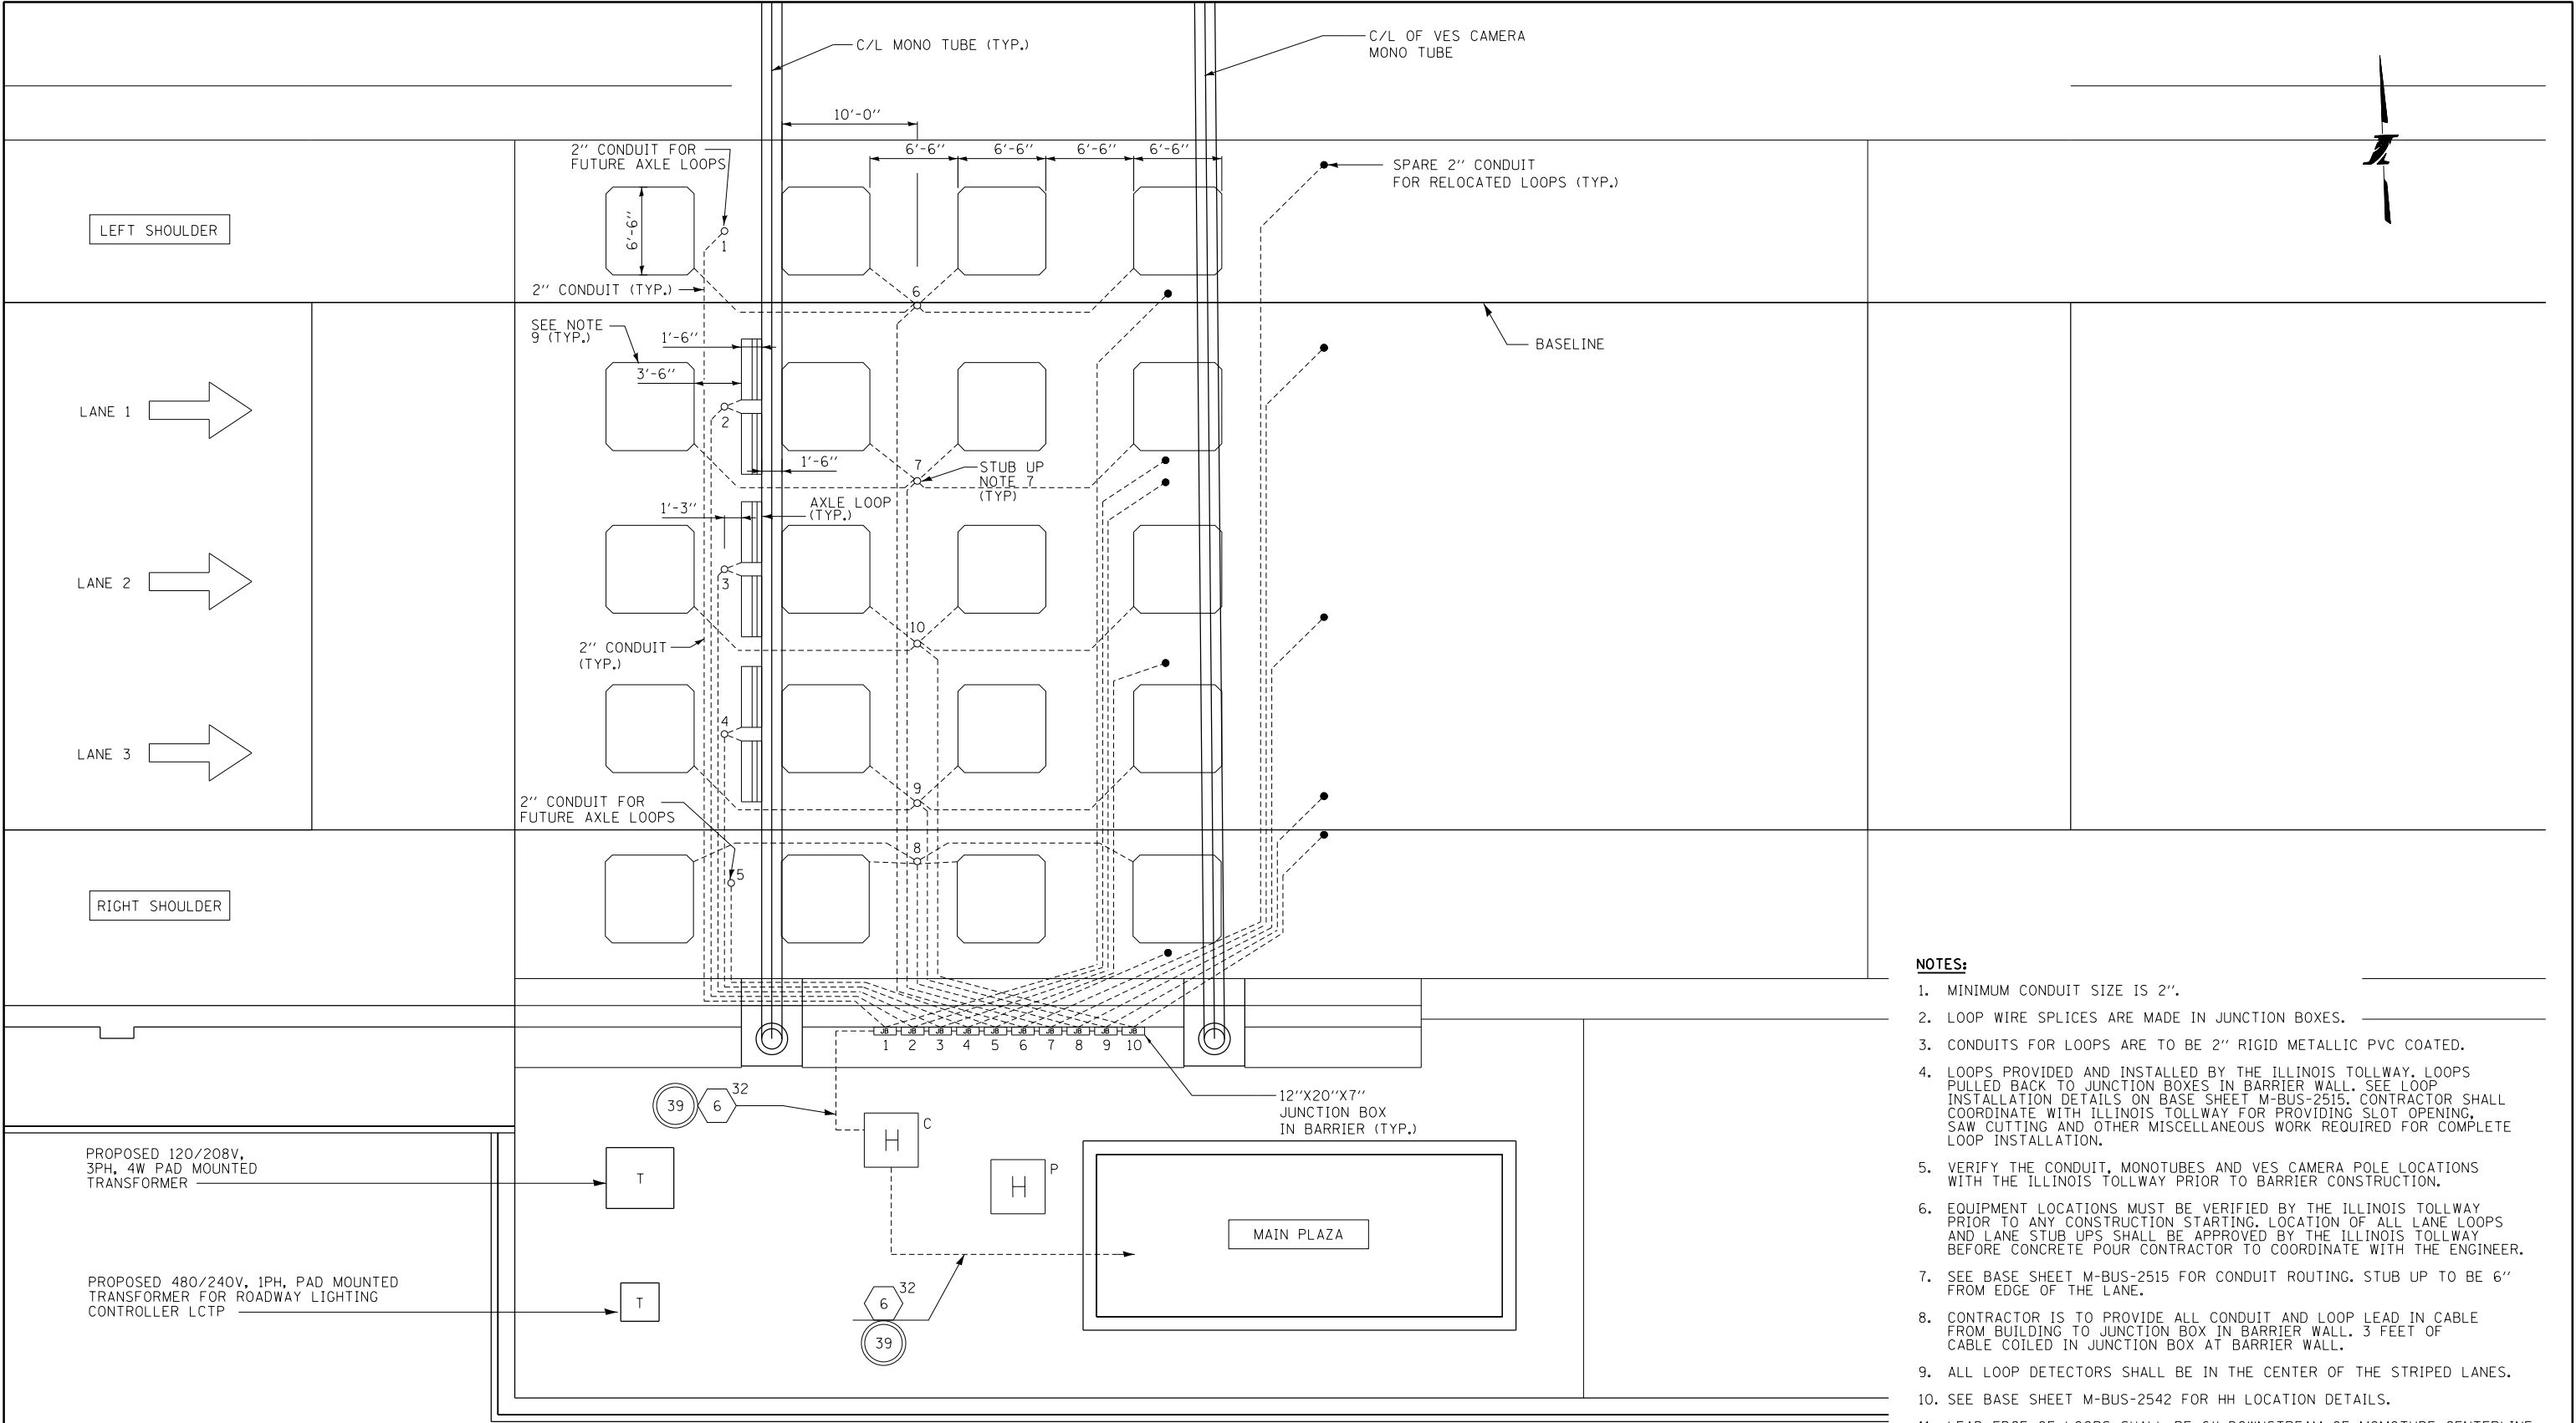 C/L MONO TUBE (TYP.)
C/L OF VES CAMERA
MONO TUBE
10'-0''
2'' CONDUIT FOR
FUTURE AXLE LOOPS
6'-6''
6'-6''
6'-6''
6'-6''
SPARE 2'' CONDUIT
FOR RELOCATED LOOPS (TYP.)
LEFT SHOULDER
6'-6''
1
2'' CONDUIT (TYP.)
6
SEE NOTE
9 (TYP.)
1'-6''
BASELINE
3'-6''
LANE 1
2
1'-6''
7
STUB UP
NOTE 7
(TYP)
1'-3''
AXLE LOOP
(TYP.)
LANE 2
3
10
2'' CONDUIT
(TYP.)
4
LANE 3
9
2'' CONDUIT FOR
FUTURE AXLE LOOPS
8
5
RIGHT SHOULDER
JB JB JB JB JB JB JB JB JB JB
1 2 3 4 5 6 7 8 9 10
39
6
32
12''X20''X7''
JUNCTION BOX
IN BARRIER (TYP.)
H
C
H
P
PROPOSED 120/208V,
3PH, 4W PAD MOUNTED
TRANSFORMER
T
MAIN PLAZA
PROPOSED 480/240V, 1PH, PAD MOUNTED
TRANSFORMER FOR ROADWAY LIGHTING
CONTROLLER LCTP
T
6
32
39
NOTES:
1. MINIMUM CONDUIT SIZE IS 2''.
2. LOOP WIRE SPLICES ARE MADE IN JUNCTION BOXES.
3. CONDUITS FOR LOOPS ARE TO BE 2'' RIGID METALLIC PVC COATED.
4. LOOPS PROVIDED AND INSTALLED BY THE ILLINOIS TOLLWAY. LOOPS
PULLED BACK TO JUNCTION BOXES IN BARRIER WALL. SEE LOOP
INSTALLATION DETAILS ON BASE SHEET M-BUS-2515. CONTRACTOR SHALL
COORDINATE WITH ILLINOIS TOLLWAY FOR PROVIDING SLOT OPENING,
SAW CUTTING AND OTHER MISCELLANEOUS WORK REQUIRED FOR COMPLETE
LOOP INSTALLATION.
5. VERIFY THE CONDUIT, MONOTUBES AND VES CAMERA POLE LOCATIONS
WITH THE ILLINOIS TOLLWAY PRIOR TO BARRIER CONSTRUCTION.
6. EQUIPMENT LOCATIONS MUST BE VERIFIED BY THE ILLINOIS TOLLWAY
PRIOR TO ANY CONSTRUCTION STARTING. LOCATION OF ALL LANE LOOPS
AND LANE STUB UPS SHALL BE APPROVED BY THE ILLINOIS TOLLWAY
BEFORE CONCRETE POUR CONTRACTOR TO COORDINATE WITH THE ENGINEER.
7. SEE BASE SHEET M-BUS-2515 FOR CONDUIT ROUTING. STUB UP TO BE 6''
FROM EDGE OF THE LANE.
8. CONTRACTOR IS TO PROVIDE ALL CONDUIT AND LOOP LEAD IN CABLE
FROM BUILDING TO JUNCTION BOX IN BARRIER WALL. 3 FEET OF
CABLE COILED IN JUNCTION BOX AT BARRIER WALL.
9. ALL LOOP DETECTORS SHALL BE IN THE CENTER OF THE STRIPED LANES.
10. SEE BASE SHEET M-BUS-2542 FOR HH LOCATION DETAILS.